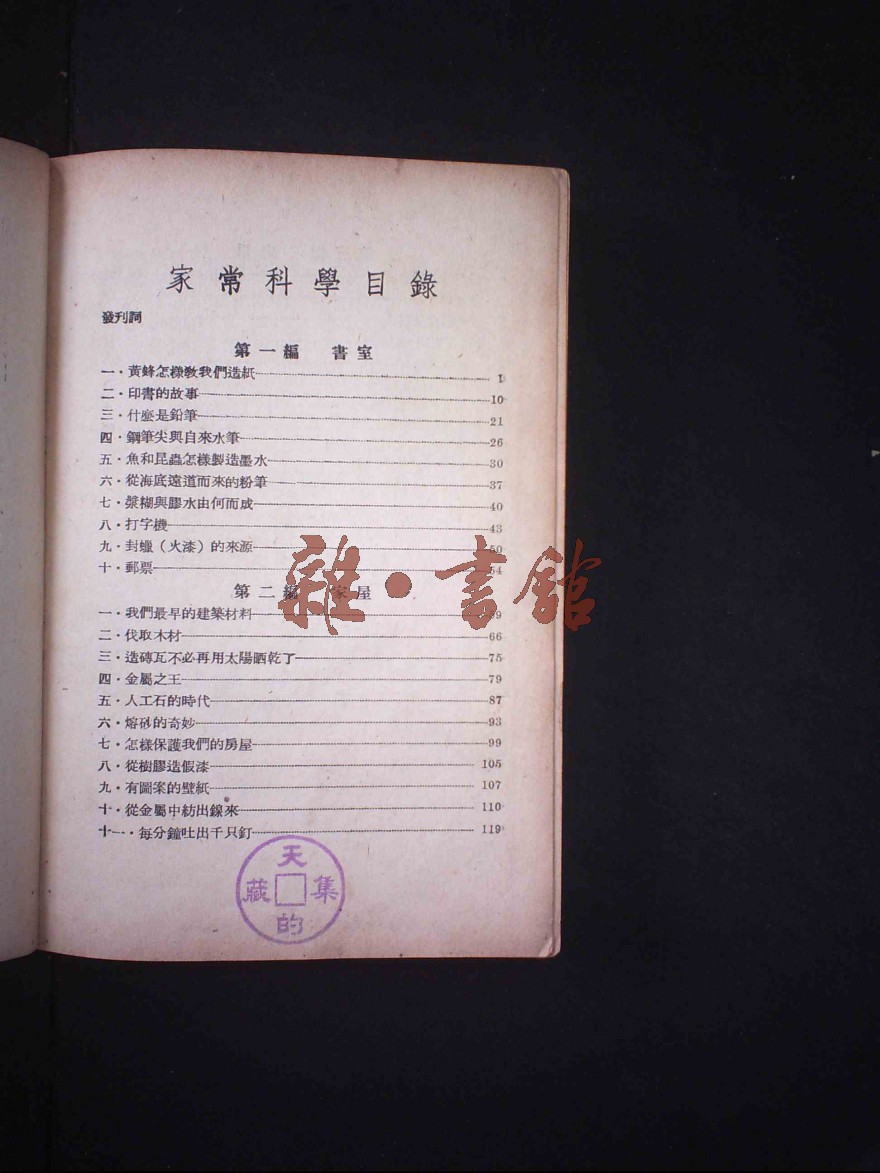 家常科學目錄
發刊詞
第一編 書室
一・黃蜂怎樣教我們造紙 1
二・印書的故事 10
三・什麼是鉛筆 21
四・鋼筆尖與自來水筆 26
五・魚和昆蟲怎樣製造墨水 30
六・從海底遠道而來的粉筆 37
七・漿糊與膠水由何而成 40
八・打字機 43
九・封蠟(火漆)的來源 50
十・郵票 54
第二編 家屋
一・我們最早的建築材料 59
二・伐取木材 66
三・造磚瓦不必再用太陽晒乾了 75
四・金屬之王 79
五・人工石的時代 87
六・熔砂的奇妙 93
七・怎樣保護我們的房屋 99
八・從樹膠造假漆 105
九・有圖案的壁紙 107
十・從金屬中紡出線來 110
十一・每分鐘吐出千只釘 119
雜・書館
天
藏 集
的